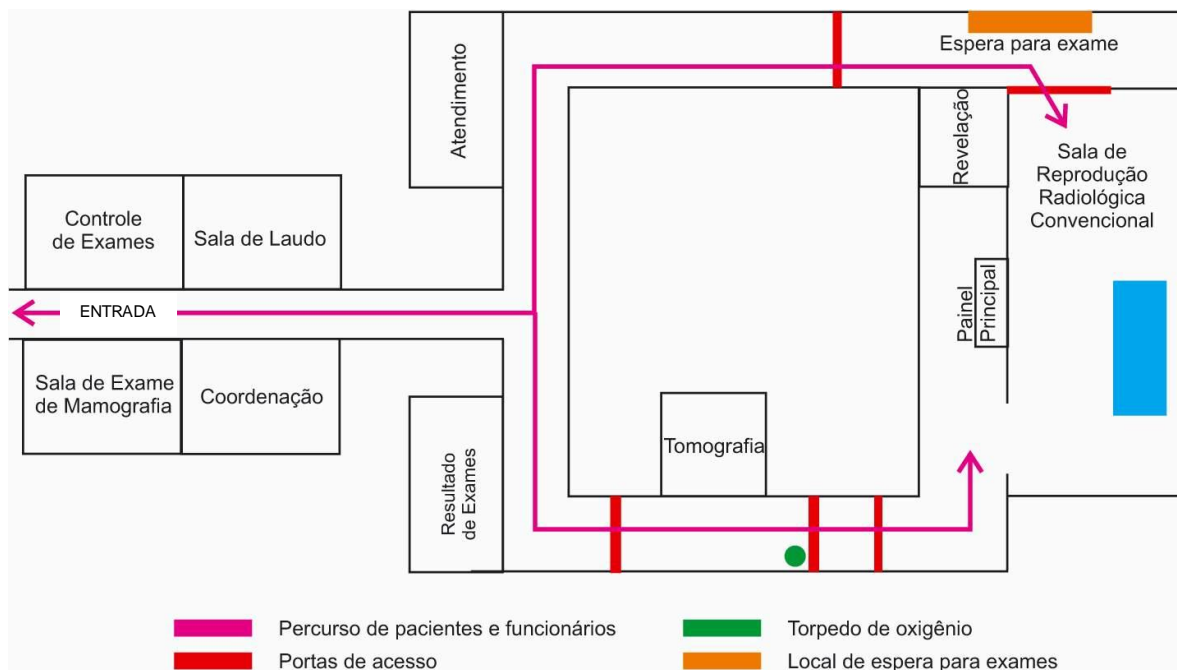 Espera para exame
Atendimento
Revelação
Sala de
Reprodução
Radiológica
Convencional
Controle
de Exames
Sala de Laudo
ENTRADA
Painel
Principal
Sala de Exame
de Mamografia
Coordenação
Resultado
de Exames
Tomografia
Percurso de pacientes e funcionários
Torpedo de oxigênio
Portas de acesso
Local de espera para exames